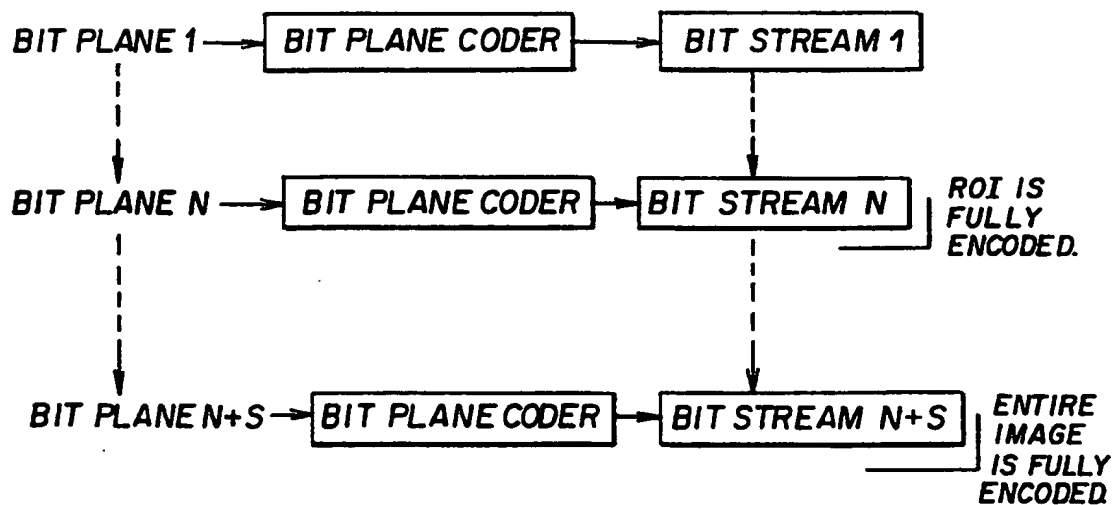 BIT PLANE 1
BIT PLANE CODER
BIT STREAM 1
BIT PLANE N
BIT PLANE CODER
BIT STREAM N
ROI IS
FULLY
ENCODED.
BIT PLANE N+S
BIT PLANE CODER
BIT STREAM N+S
ENTIRE
IMAGE
IS FULLY
ENCODED.